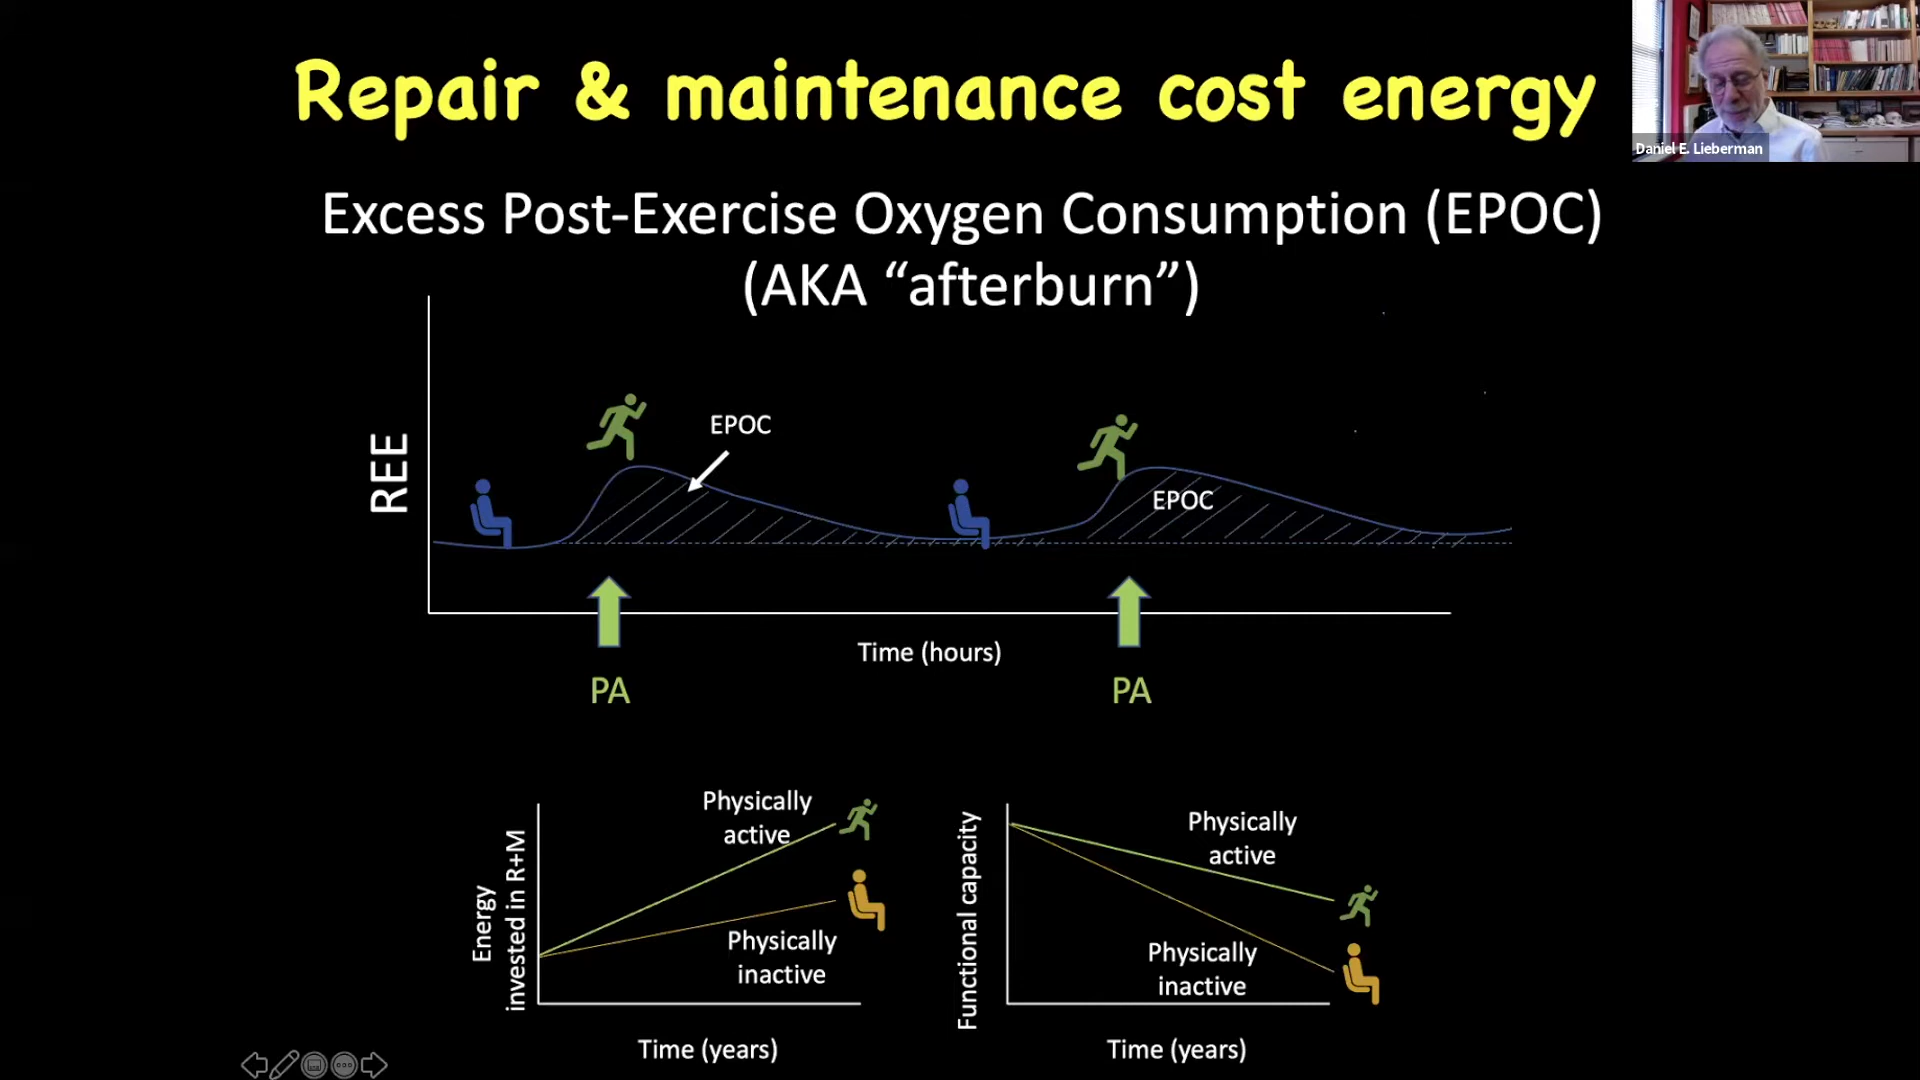 Repair & maintenance cost energy
Daniel E. Lieberman
Excess Post-Exercise Oxygen Consumption (EPOC)
(AKA “afterburn”)
REE
EPOC
EPOC
Time (hours)
PA
PA
Energy
invested in R+M
Physically
active
Physically
inactive
Time (years)
Functional capacity
Physically
active
Physically
inactive
Time (years)